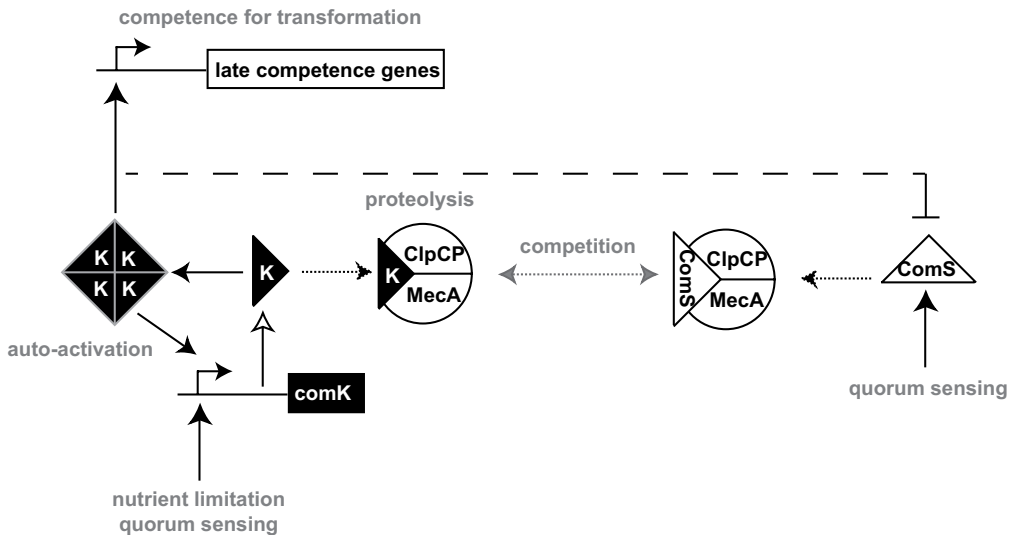 competence for transformation
late competence genes
proteolysis
K K
K K
K
K
ClpCP
MecA
competition
ComS
ClpCP
MecA
ComS
auto-activation
comK
quorum sensing
nutrient limitation
quorum sensing